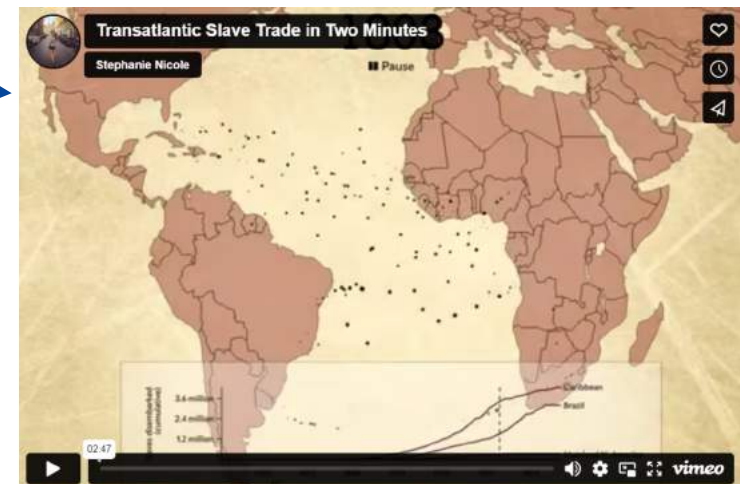 Transatlantic Slave Trade in Two Minutes
Stephanie Nicole
Pause
Caribbean
Brazil
3.6 million
2.4 million
1.2 million
(cumulative)
02:47
vimeo